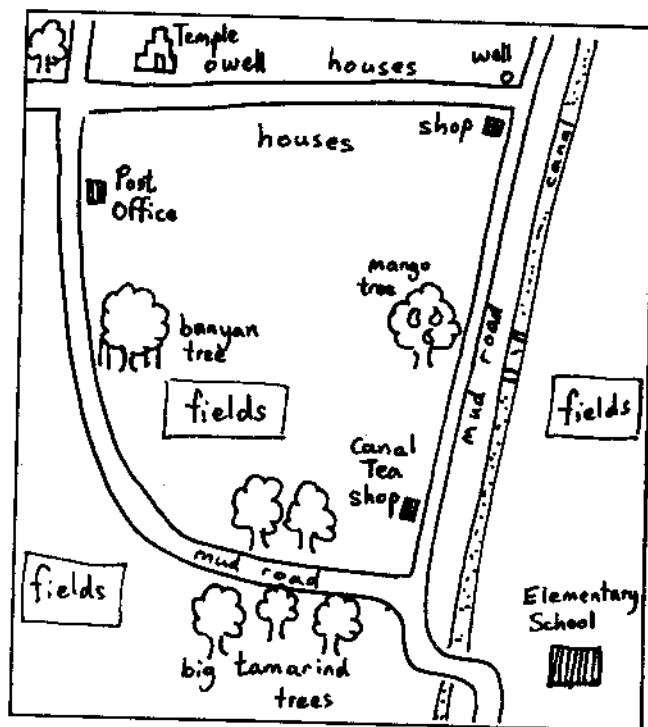 Temple
owell
houses
well
shop
houses
canal
Post
Office
mango
tree
banyan
tree
mud road
fields
fields
Canal
Tea
shop
mud road
fields
Elementary
School
big tamarind
trees